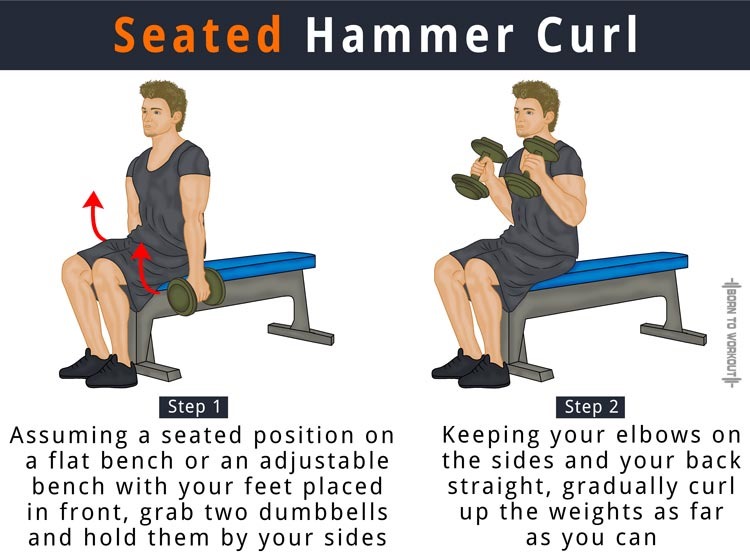 Seated Hammer Curl
Step 1
Assuming a seated position on
a flat bench or an adjustable
bench with your feet placed
in front, grab two dumbbells
and hold them by your sides
Step 2
Keeping your elbows on
the sides and your back
straight, gradually curl
up the weights as far
as you can
BORN TO WORKOUT